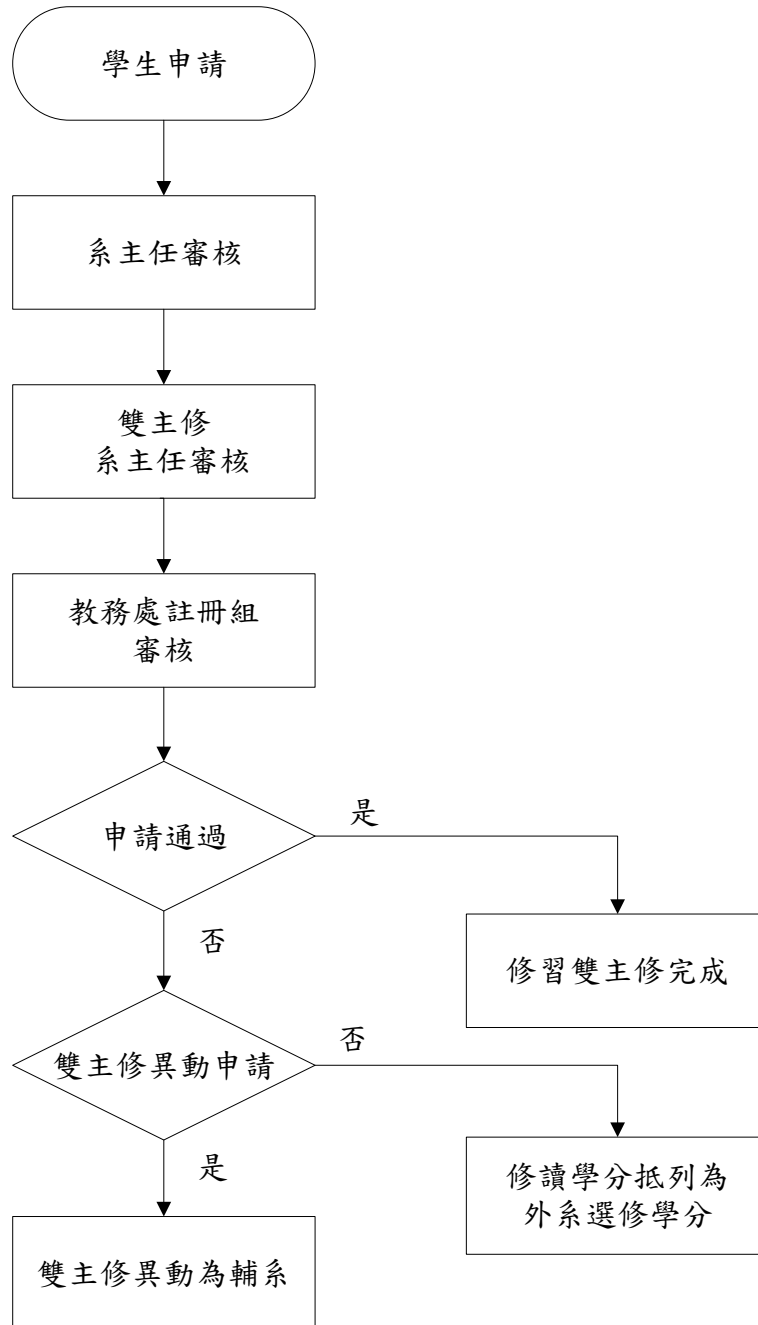 學生申請
系主任審核
雙主修
系主任審核
教務處註冊組
審核
申請通過
是
否
修習雙主修完成
雙主修異動申請
否
是
修讀學分抵列為
外系選修學分
雙主修異動為輔系